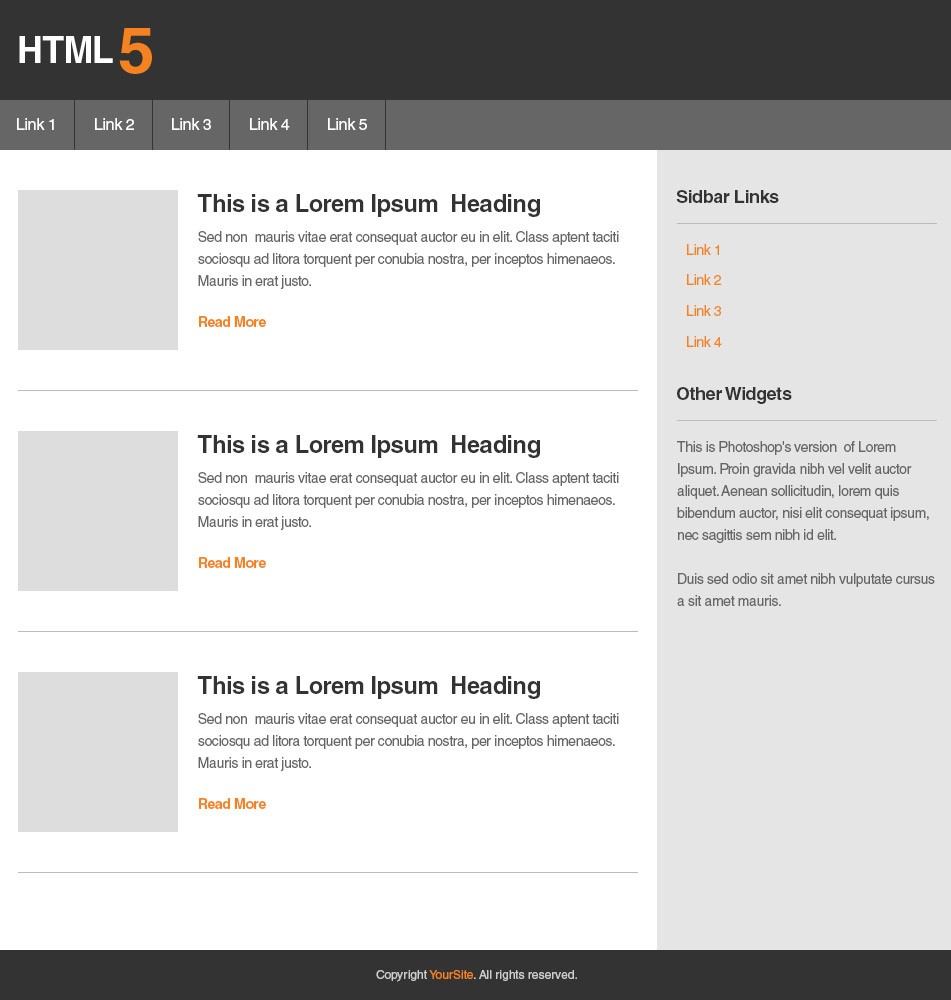 HTML 5
Link 1
Link 2
Link 3
Link 4
Link 5
This is a Lorem Ipsum  Heading
Sed non  mauris vitae erat consequat auctor eu in elit. Class aptent taciti
sociosqu ad litora torquent per conubia nostra, per inceptos himenaeos.
Mauris in erat justo.
Read More
This is a Lorem Ipsum  Heading
Sed non  mauris vitae erat consequat auctor eu in elit. Class aptent taciti
sociosqu ad litora torquent per conubia nostra, per inceptos himenaeos.
Mauris in erat justo.
Read More
This is a Lorem Ipsum  Heading
Sed non  mauris vitae erat consequat auctor eu in elit. Class aptent taciti
sociosqu ad litora torquent per conubia nostra, per inceptos himenaeos.
Mauris in erat justo.
Read More
Sidbar Links
Link 1
Link 2
Link 3
Link 4
Other Widgets
This is Photoshop's version  of Lorem
Ipsum. Proin gravida nibh vel velit auctor
aliquet. Aenean sollicitudin, lorem quis
bibendum auctor, nisi elit consequat ipsum,
nec sagittis sem nibh id elit.
Duis sed odio sit amet nibh vulputate cursus
a sit amet mauris.
Copyright YourSite. All rights reserved.